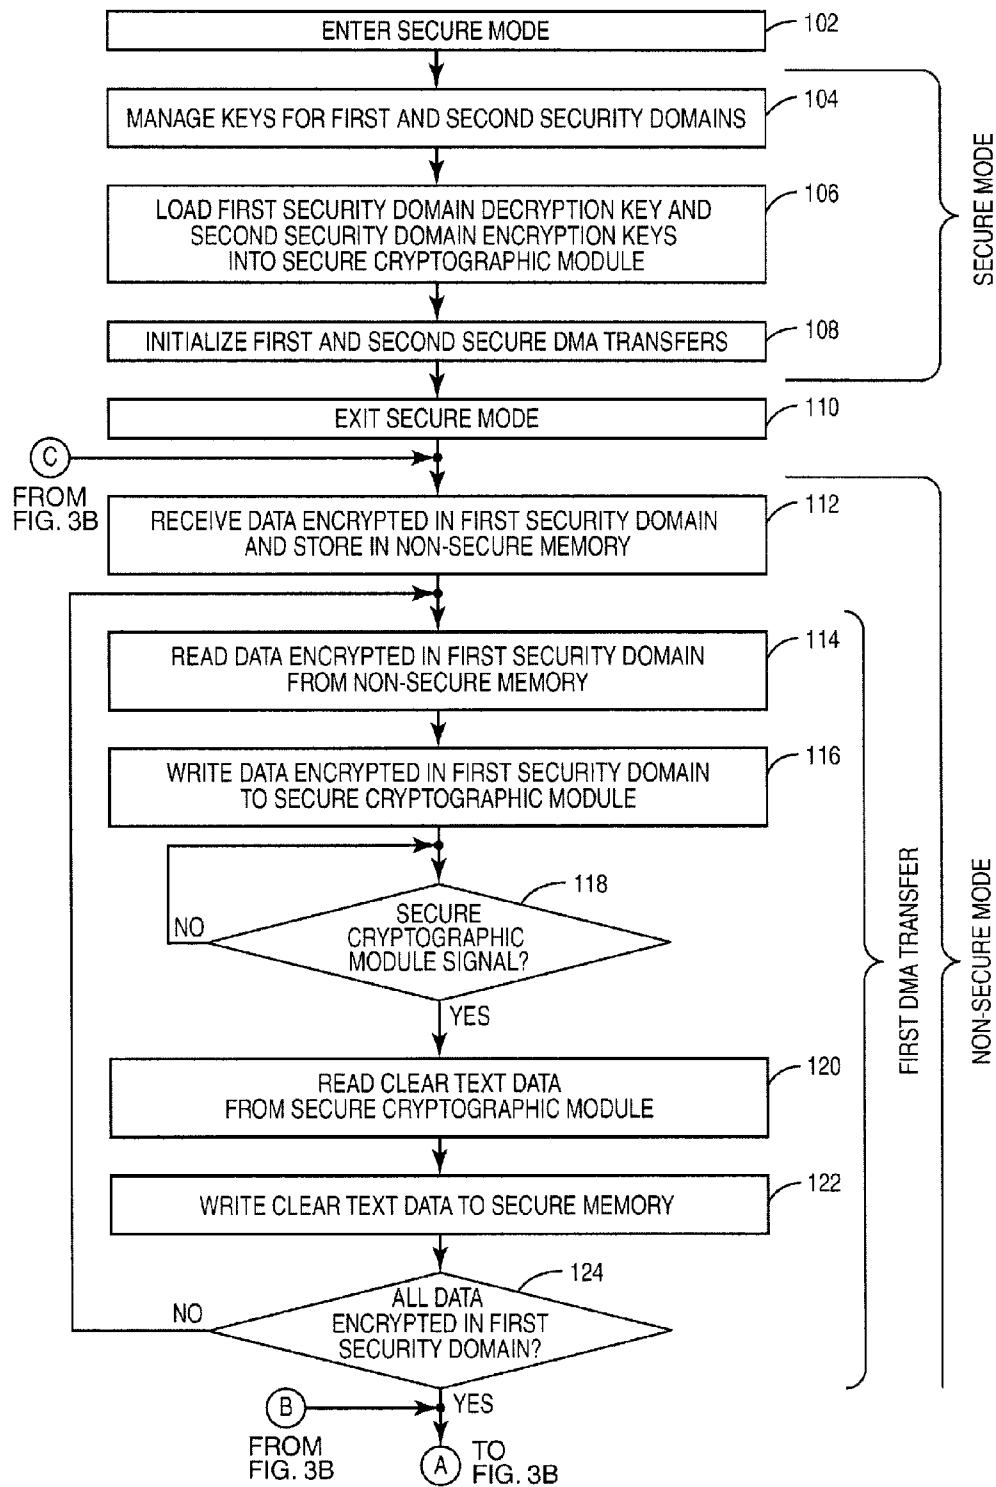 ENTER SECURE MODE
102
MANAGE KEYS FOR FIRST AND SECOND SECURITY DOMAINS
104
LOAD FIRST SECURITY DOMAIN DECRYPTION KEY AND
SECOND SECURITY DOMAIN ENCRYPTION KEYS
INTO SECURE CRYPTOGRAPHIC MODULE
106
INITIALIZE FIRST AND SECOND SECURE DMA TRANSFERS
108
SECURE MODE
EXIT SECURE MODE
110
C
FROM
FIG. 3B
RECEIVE DATA ENCRYPTED IN FIRST SECURITY DOMAIN
AND STORE IN NON-SECURE MEMORY
112
READ DATA ENCRYPTED IN FIRST SECURITY DOMAIN
FROM NON-SECURE MEMORY
114
WRITE DATA ENCRYPTED IN FIRST SECURITY DOMAIN
TO SECURE CRYPTOGRAPHIC MODULE
116
SECURE
CRYPTOGRAPHIC
MODULE SIGNAL?
118
NO
YES
READ CLEAR TEXT DATA
FROM SECURE CRYPTOGRAPHIC MODULE
120
WRITE CLEAR TEXT DATA TO SECURE MEMORY
122
ALL DATA
ENCRYPTED IN FIRST
SECURITY DOMAIN?
124
NO
YES
FIRST DMA TRANSFER
NON-SECURE MODE
B
FROM
FIG. 3B
A
TO
FIG. 3B